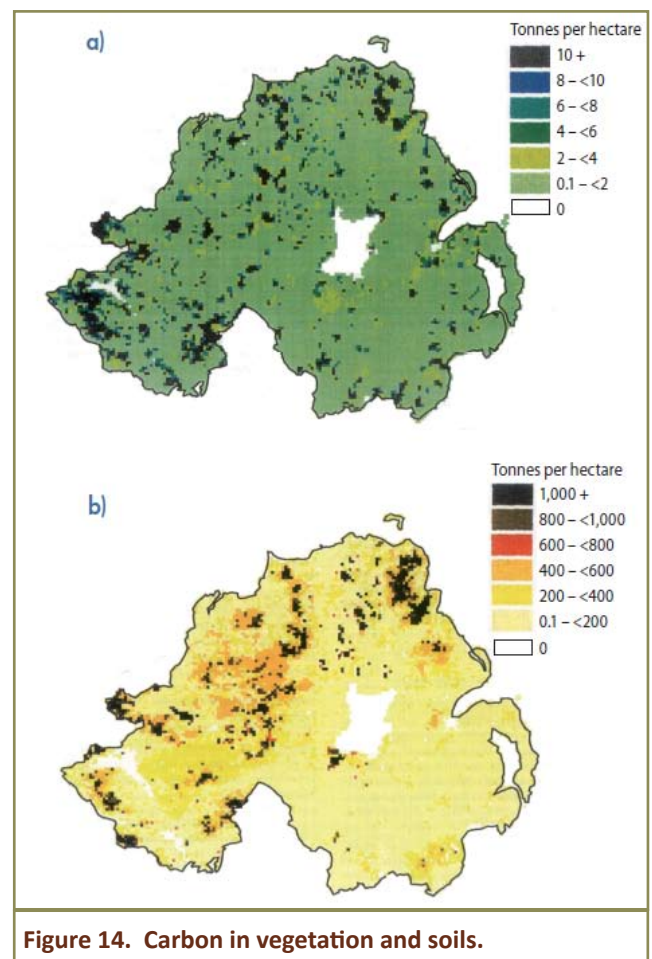 a)
Tonnes per hectare
10 +
8 – <10
6 – <8
4 – <6
2 – <4
0.1 – <2
0
b)
Tonnes per hectare
1,000 +
800 – <1,000
600 – <800
400 – <600
200 – <400
0.1 – <200
0
Figure 14. Carbon in vegetation and soils.